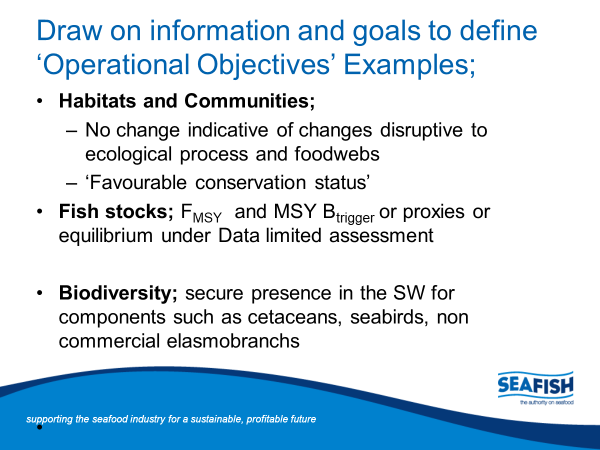 Draw on information and goals to define
‘Operational Objectives’ Examples;
• Habitats and Communities;
– No change indicative of changes disruptive to
ecological process and foodwebs
– ‘Favourable conservation status’
• Fish stocks; FMSY and MSY Btrigger or proxies or
equilibrium under Data limited assessment
• Biodiversity; secure presence in the SW for
components such as cetaceans, seabirds, non
commercial elasmobranchs
SEAFISH
the authority on seafood
supporting the seafood industry for a sustainable, profitable future
•